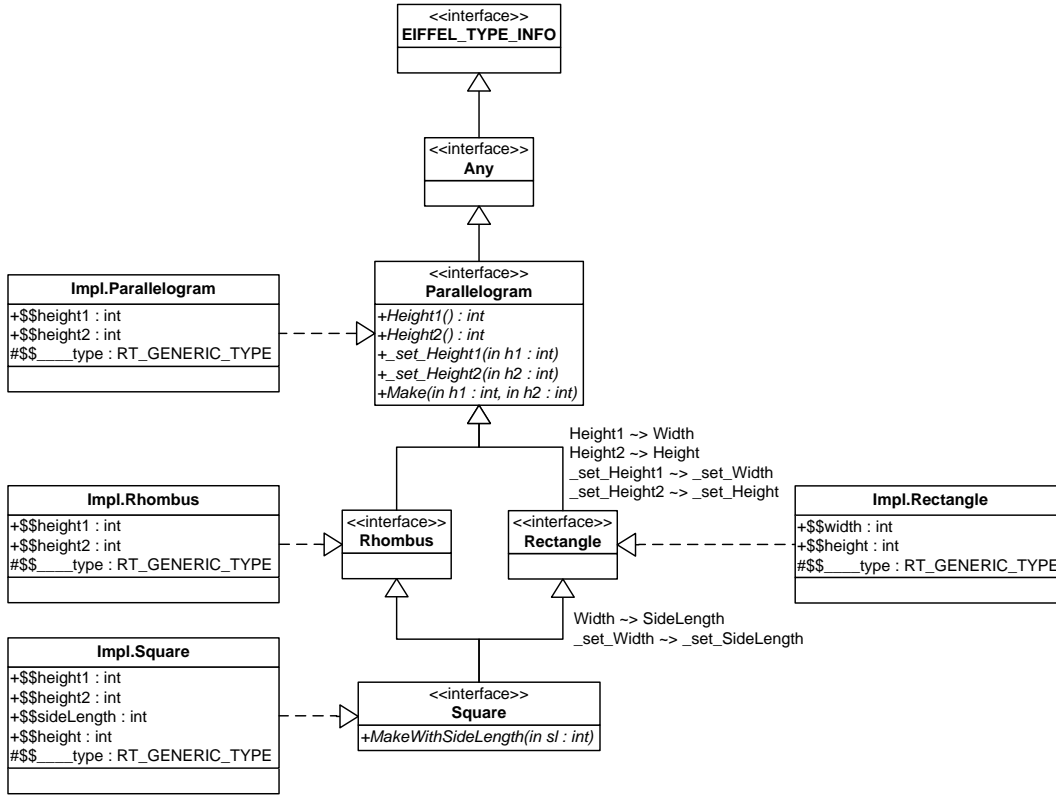 <<interface>>
EIFFEL_TYPE_INFO
<<interface>>
Any
<<interface>>
Parallelogram
+Height1() : int
+Height2() : int
+_set_Height1(in h1 : int)
+_set_Height2(in h2 : int)
+Make(in h1 : int, in h2 : int)
Impl.Parallelogram
+$$height1 : int
+$$height2 : int
#$$____type : RT_GENERIC_TYPE
Height1 ~> Width
Height2 ~> Height
_set_Height1 ~> _set_Width
_set_Height2 ~> _set_Height
Impl.Rhombus
+$$height1 : int
+$$height2 : int
#$$____type : RT_GENERIC_TYPE
<<interface>>
Rhombus
<<interface>>
Rectangle
Impl.Rectangle
+$$width : int
+$$height : int
#$$____type : RT_GENERIC_TYPE
Width ~> SideLength
_set_Width ~> _set_SideLength
Impl.Square
+$$height1 : int
+$$height2 : int
+$$sideLength : int
+$$height : int
#$$____type : RT_GENERIC_TYPE
<<interface>>
Square
+MakeWithSideLength(in sl : int)